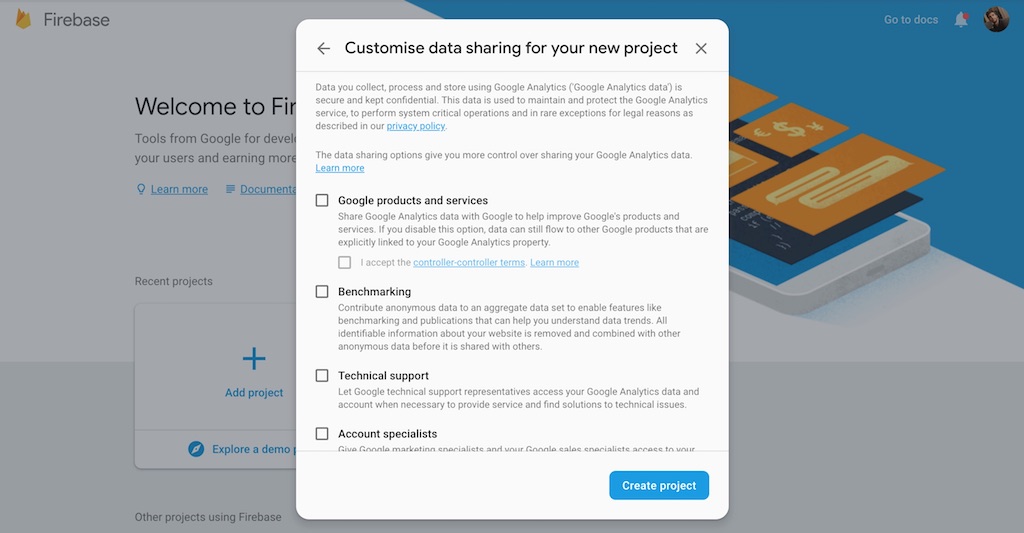 Firebase
Go to docs
Customise data sharing for your new project
Data you collect, process and store using Google Analytics ('Google Analytics data') is
secure and kept confidential. This data is used to maintain and protect the Google Analytics
service, to perform system critical operations and in rare exceptions for legal reasons as
described in our privacy policy.
The data sharing options give you more control over sharing your Google Analytics data.
Learn more
Google products and services
Share Google Analytics data with Google to help improve Google's products and
services. If you disable this option, data can still flow to other Google products that are
explicitly linked to your Google Analytics property.
I accept the controller-controller terms. Learn more
Benchmarking
Contribute anonymous data to an aggregate data set to enable features like
benchmarking and publications that can help you understand data trends. All
identifiable information about your website is removed and combined with other
anonymous data before it is shared with others.
Technical support
Let Google technical support representatives access your Google Analytics data and
account when necessary to provide service and find solutions to technical issues.
Account specialists
Give Google marketing specialists and your Google sales specialists access to your
Create project
Welcome to Fir
Tools from Google for devel
your users and earning more
Learn more
Documenta
Recent projects
Add project
Explore a demo p
Other projects using Firebase